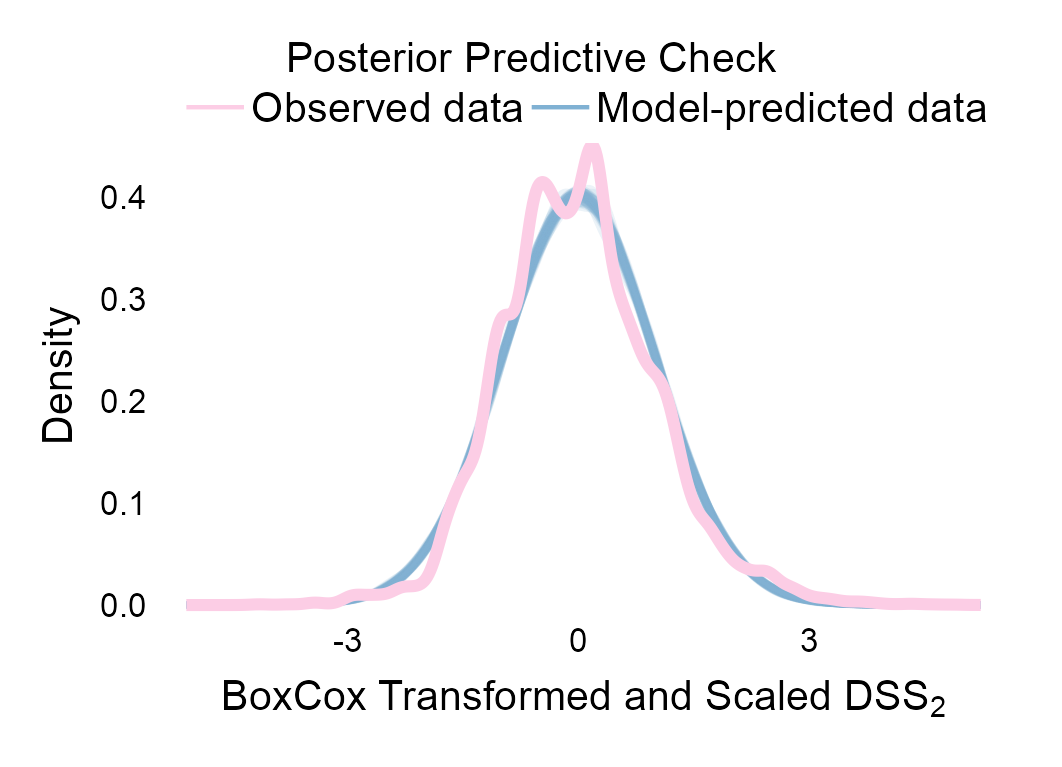 Posterior Predictive Check
Observed data Model-predicted data
0.4
0.3
0.2
0.1
0.0
Density
-3 0 3
BoxCox Transformed and Scaled DSS₂